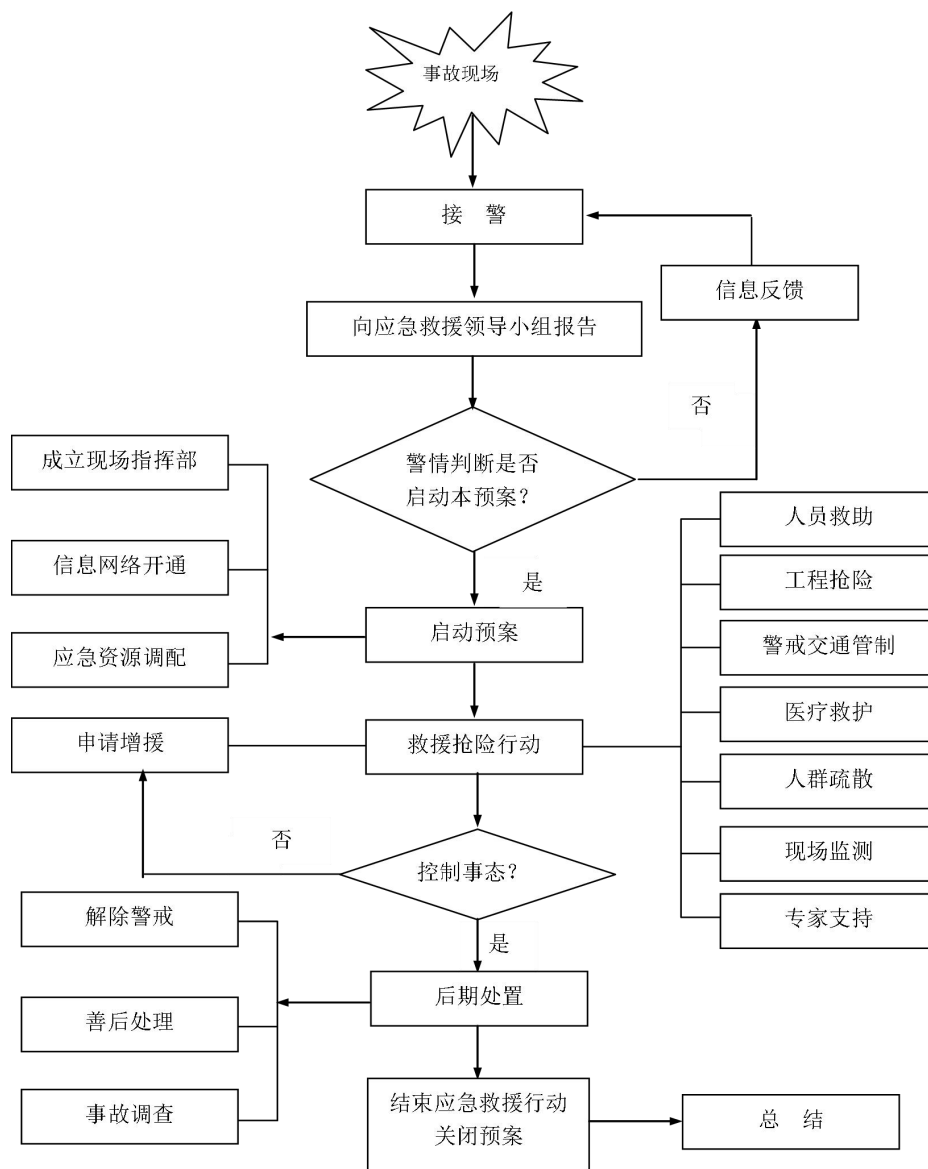 事故现场
接 警
信息反馈
向应急救援领导小组报告
否
警情判断是否
启动本预案？
成立现场指挥部
信息网络开通
应急资源调配
是
启动预案
人员救助
工程抢险
警戒交通管制
医疗救护
人群疏散
现场监测
专家支持
申请增援
救援抢险行动
否
控制事态？
是
解除警戒
善后处理
事故调查
后期处置
结束应急救援行动
关闭预案
总 结